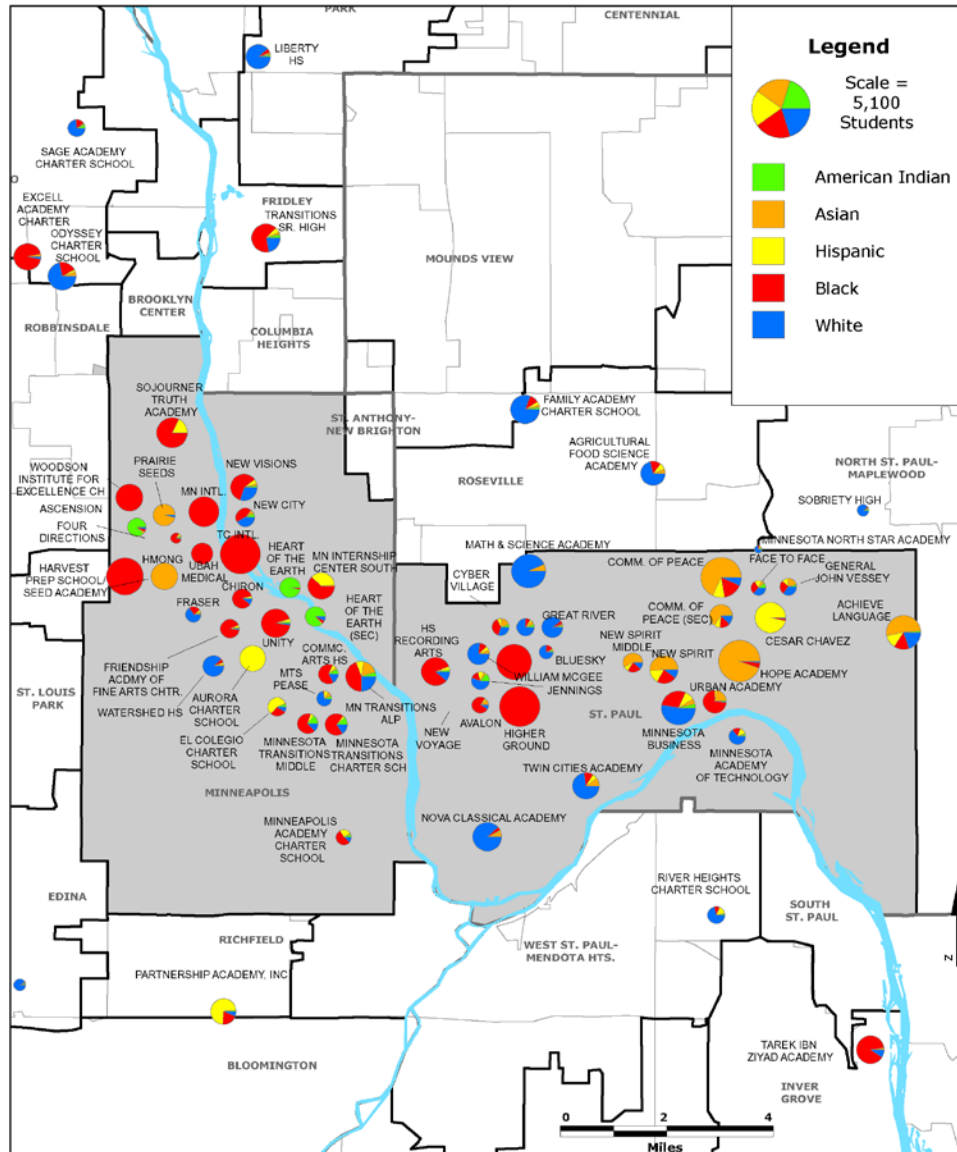 PARK
CENTENNIAL
Legend
Scale =
5,100
Students
American Indian
Asian
Hispanic
Black
White
LIBERTY
HS
SAGE ACADEMY
CHARTER SCHOOL
EXCELL
ACADEMY
CHARTER
ODYSSEY
CHARTER
SCHOOL
FRIDLEY
TRANSITIONS
SR. HIGH
MOUNDS VIEW
BROOKLYN
CENTER
ROBBINSDALE
COLUMBIA
HEIGHTS
SOJOURNER
TRUTH
ACADEMY
ST. ANTHONY-
NEW BRIGHTON
FAMILY ACADEMY
CHARTER SCHOOL
AGRICULTURAL
FOOD SCIENCE
ACADEMY
ROSEVILLE
NORTH ST. PAUL-
MAPLEWOOD
SOBRIETY HIGH
MINNESOTA NORTH STAR ACADEMY
WOODSON
INSTITUTE FOR
EXCELLENCE CH
PRAIRIE
SEEDS
NEW VISIONS
MN INTL.
NEW CITY
ASCENSION
FOUR
DIRECTIONS
TC INTL.
HMONG
UBAH
MEDICAL
HEART
OF THE
EARTH
MN INTERNSHIP
CENTER SOUTH
HARVEST
PREP SCHOOL/
SEED ACADEMY
CHIRON
FRASER
HEART
OF THE
EARTH
(SEC)
UNITY
MATH & SCIENCE ACADEMY
CYBER
VILLAGE
COMM. OF PEACE
FACE TO FACE
GENERAL
JOHN VESSEY
COMM. OF
PEACE (SEC)
ACHIEVE
LANGUAGE
CESAR CHAVEZ
GREAT RIVER
HS
RECORDING
ARTS
NEW SPIRIT
MIDDLE
NEW SPIRIT
BLUESKY
WILLIAM MCGEE
JENNINGS
HOPE ACADEMY
URBAN ACADEMY
FRIENDSHIP
ACDMY OF
FINE ARTS CHTR.
COMMC.
ARTS HS
MTS
PEASE
MN TRANSITIONS
ALP
WATERSHED HS
AURORA
CHARTER
SCHOOL
EL COLEGIO
CHARTER
SCHOOL
MINNESOTA
TRANSITIONS
MIDDLE
MINNESOTA
TRANSITIONS
CHARTER SCH
ST. LOUIS
PARK
NEW
VOYAGE
AVALON
HIGHER
GROUND
ST. PAUL
MINNESOTA
BUSINESS
MINNESOTA
ACADEMY
OF TECHNOLOGY
TWIN CITIES ACADEMY
MINNEAPOLIS
MINNEAPOLIS
ACADEMY
CHARTER
SCHOOL
NOVA CLASSICAL ACADEMY
EDINA
RIVER HEIGHTS
CHARTER SCHOOL
SOUTH
ST. PAUL
RICHFIELD
WEST ST. PAUL-
MENDOTA HTS.
N
PARTNERSHIP ACADEMY, INC
BLOOMINGTON
TAREK IBN
ZIYAD ACADEMY
INVER
GROVE
0 2 4
Miles